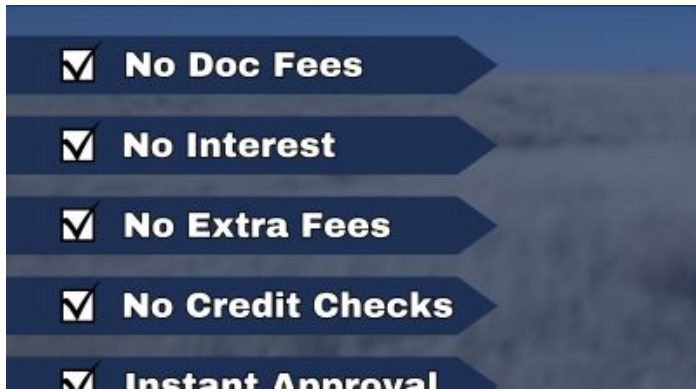 No Doc Fees
No Interest
No Extra Fees
No Credit Checks
Instant Approval